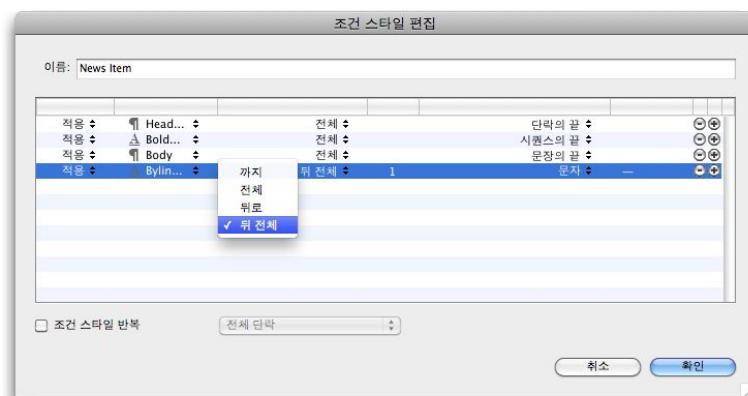 조건 스타일 편집
이름: News Item
적용 ¶ Head... 전체 단락의 끝
적용 A Bold... 전체 시퀀스의 끝
적용 ¶ Body 전체 문장의 끝
적용 A Bylin... 뒤 전체 1 문자 —
까지
전체
뒤로
✓ 뒤 전체
조건 스타일 반복 전체 단락
취소 확인